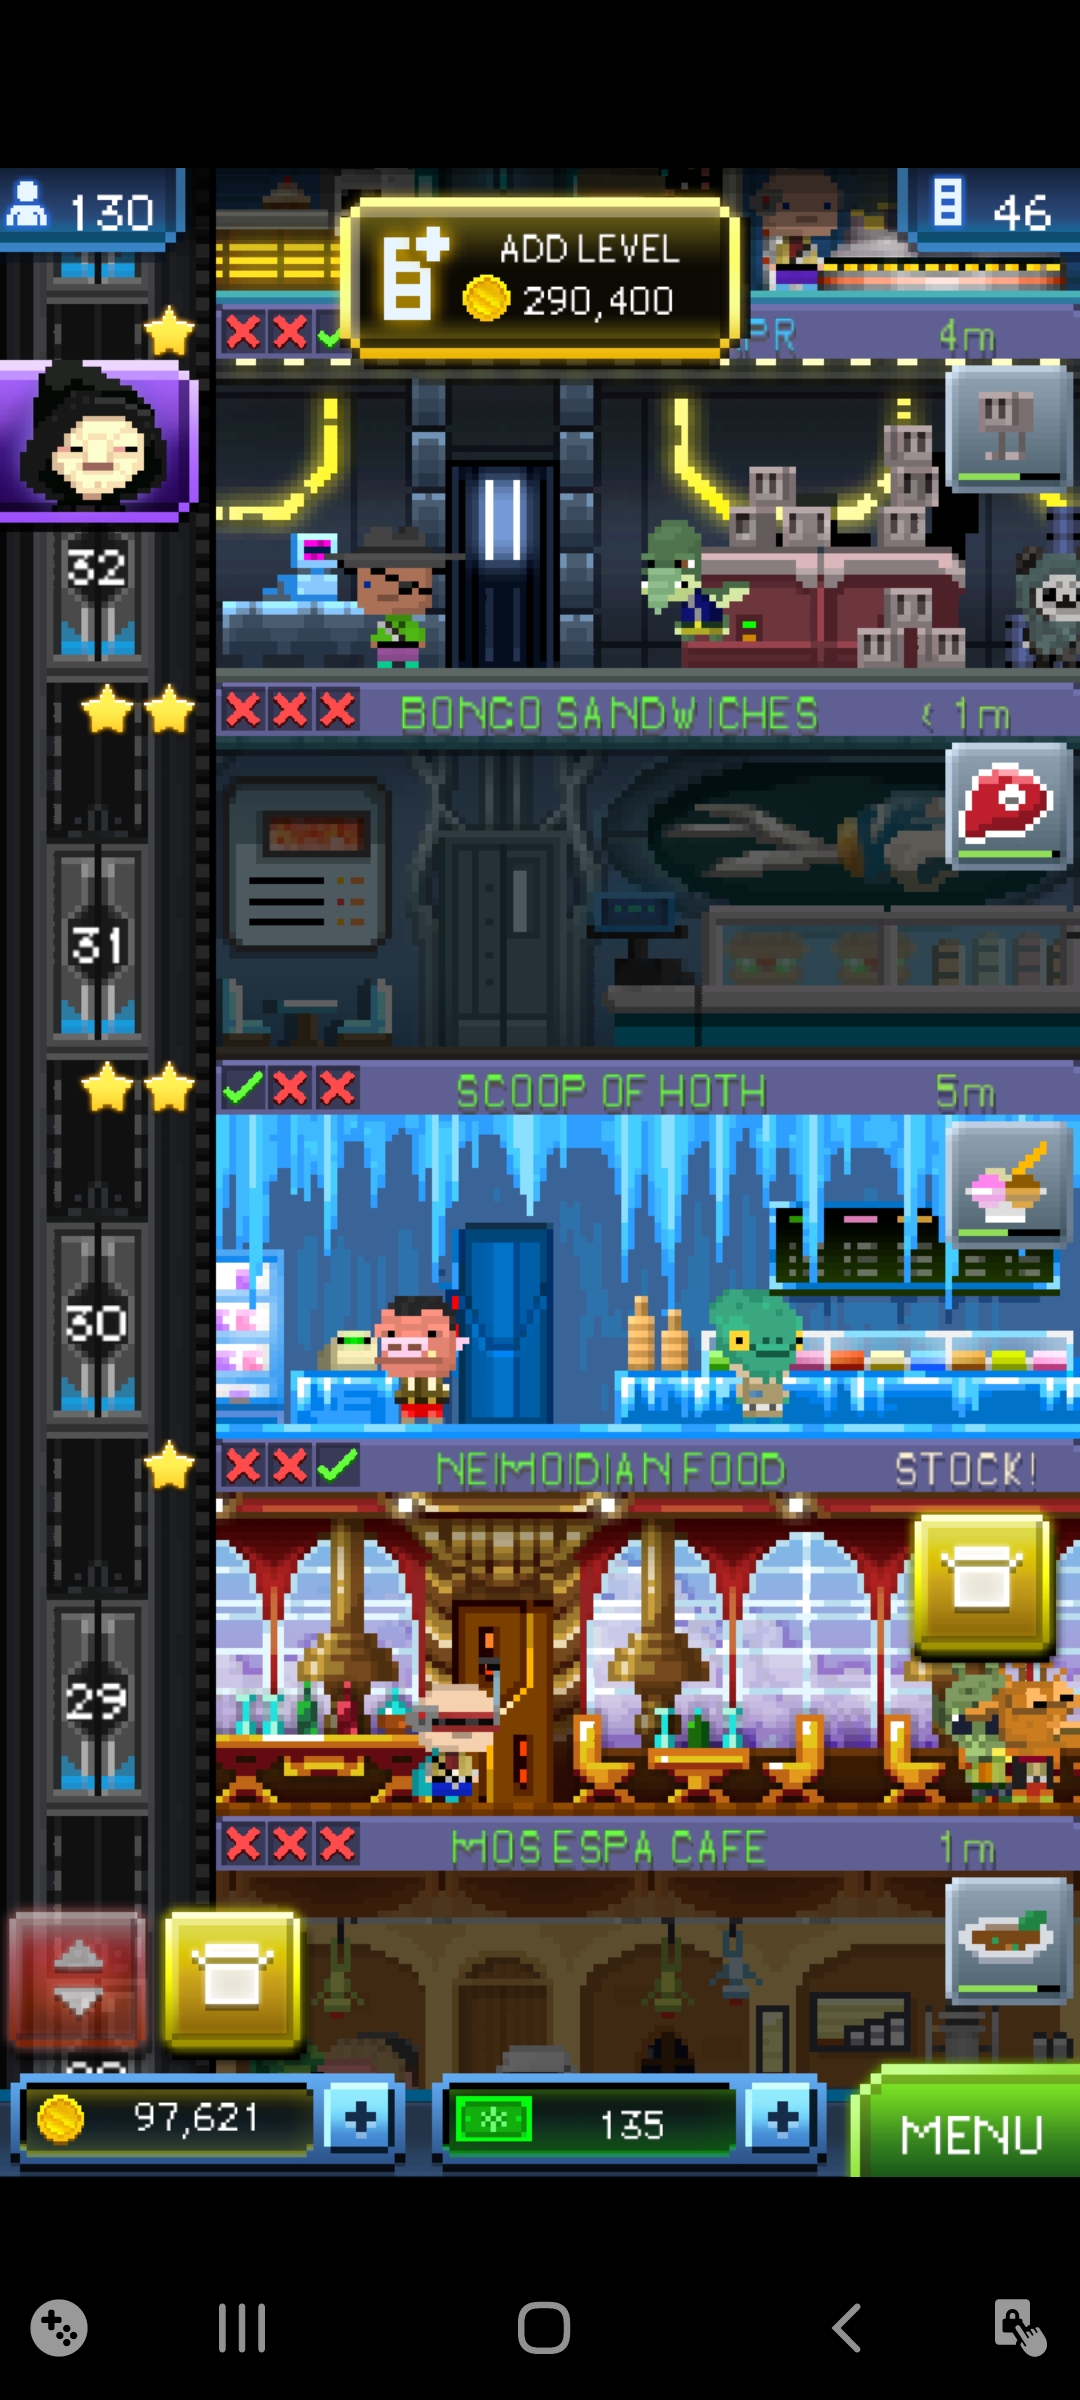 130
ADD LEVEL
290,400
46
PR
4m
32
BONGO SANDWICHES
< 1m
31
SCOOP OF HOTH
5m
30
NEIMOIDIAN FOOD
STOCK!
29
MOS ESPA CAFE
1m
97,621
135
MENU